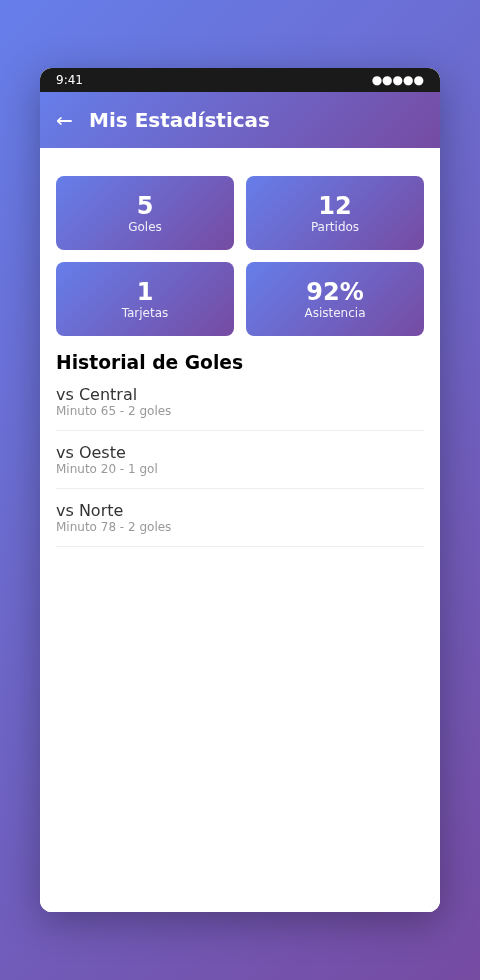 9:41 ●●●●●
← Mis Estadísticas
5
Goles
12
Partidos
1
Tarjetas
92%
Asistencia
Historial de Goles
vs Central
Minuto 65 - 2 goles
vs Oeste
Minuto 20 - 1 gol
vs Norte
Minuto 78 - 2 goles